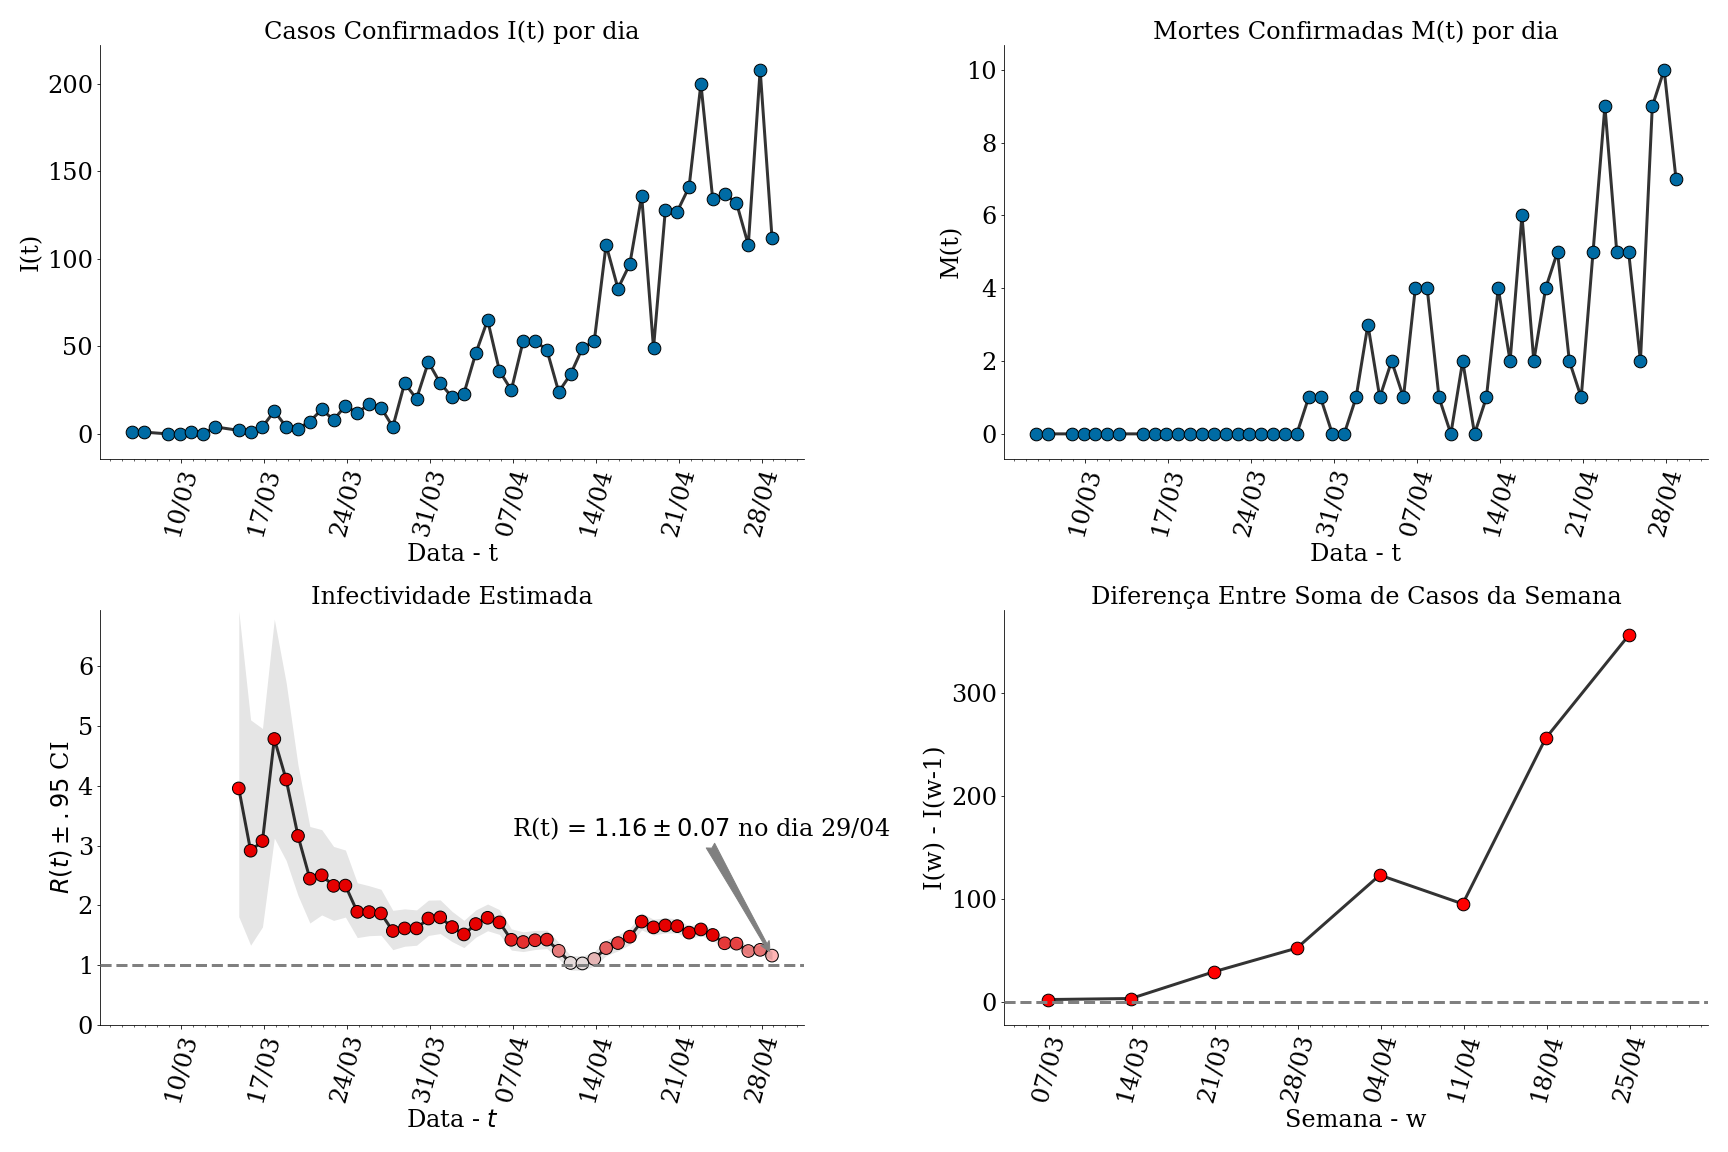 Casos Confirmados I(t) por dia
I(t)
200
150
100
50
0
10/03 17/03 24/03 31/03 07/04 14/04 21/04 28/04
Data - t
Mortes Confirmadas M(t) por dia
M(t)
10
8
6
4
2
0
10/03 17/03 24/03 31/03 07/04 14/04 21/04 28/04
Data - t
Infectividade Estimada
R(t) ± .95 CI
6
5
4
3
2
1
0
R(t) = 1.16 ± 0.07 no dia 29/04
10/03 17/03 24/03 31/03 07/04 14/04 21/04 28/04
Data - t
Diferença Entre Soma de Casos da Semana
I(w) - I(w-1)
300
200
100
0
07/03 14/03 21/03 28/03 04/04 11/04 18/04 25/04
Semana - w